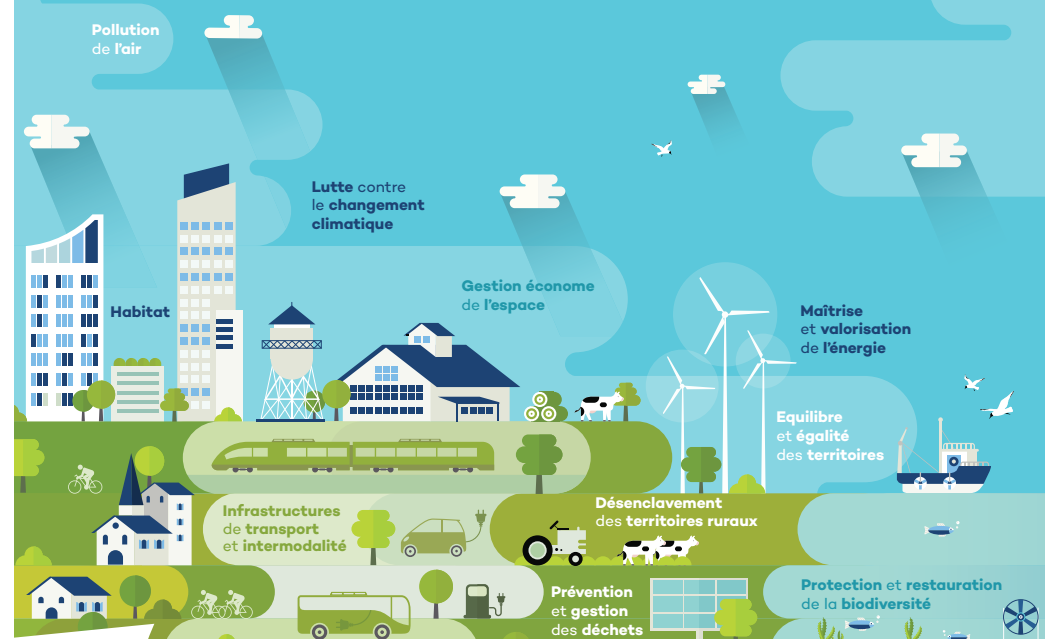 Pollution
de l'air
Lutte contre
le changement
climatique
Gestion économe
de l'espace
Habitat
Maîtrise
et valorisation
de l'énergie
Equilibre
et égalité
des territoires
Infrastructures
de transport
et intermodalité
Désenclavement
des territoires ruraux
Prévention
et gestion
des déchets
Protection et restauration
de la biodiversité